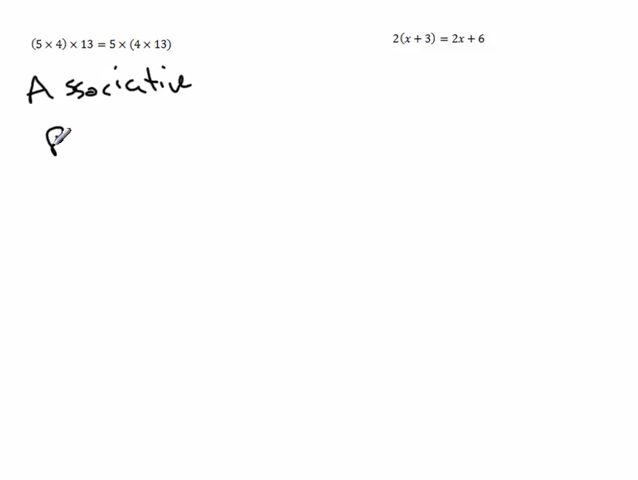 (5 × 4) × 13 = 5 × (4 × 13)
2(x + 3) = 2x + 6
Associative
P